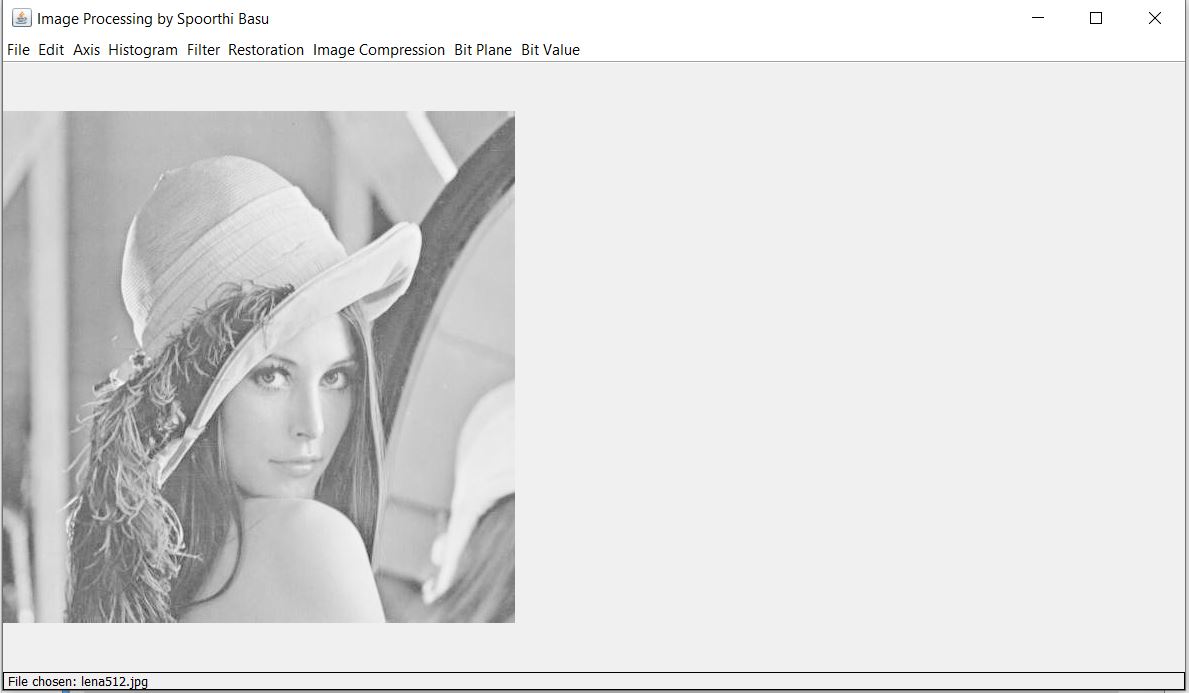 Image Processing by Spoorthi Basu
File Edit Axis Histogram Filter Restoration Image Compression Bit Plane Bit Value
File chosen: lena512.jpg